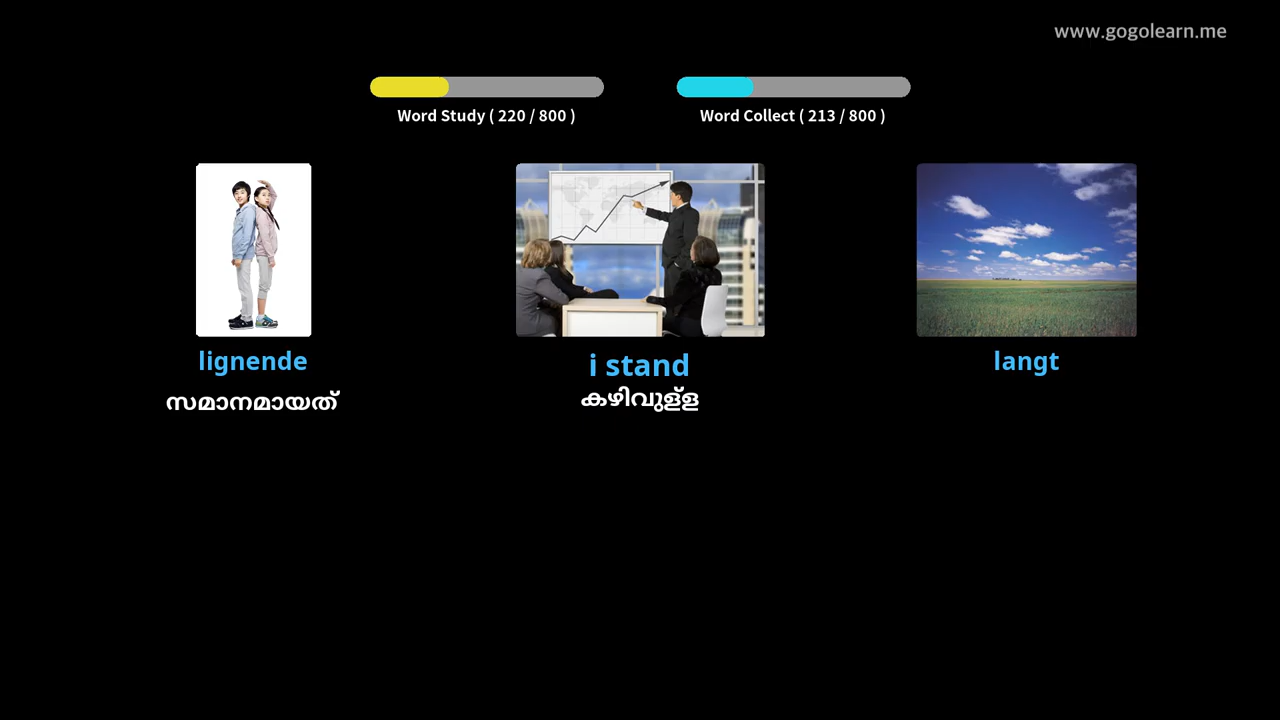 www.gogolearn.me
Word Study ( 220 / 800 )
Word Collect ( 213 / 800 )
lignende
i stand
langt
സമാനമായത്
കഴിവുള്ള